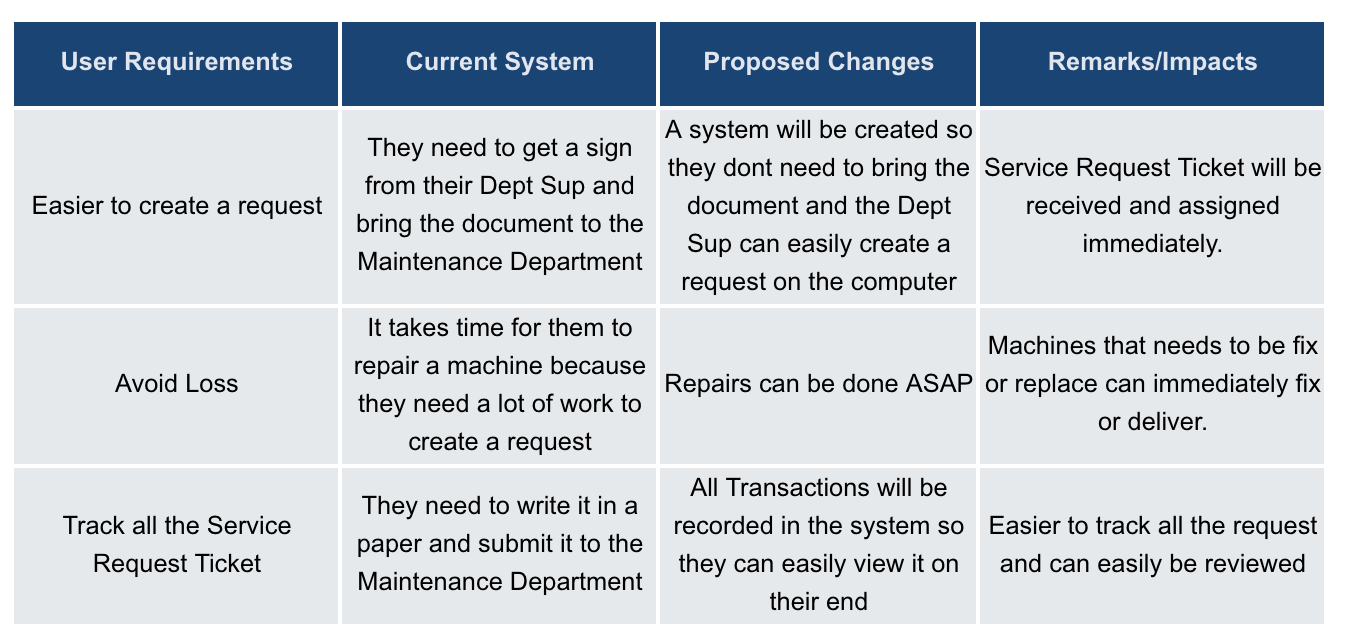 User Requirements
Current System
Proposed Changes
Remarks/Impacts
Easier to create a request
They need to get a sign
from their Dept Sup and
bring the document to the
Maintenance Department
A system will be created so
they dont need to bring the
document and the Dept
Sup can easily create a
request on the computer
Service Request Ticket will be
received and assigned
immediately.
Avoid Loss
It takes time for them to
repair a machine because
they need a lot of work to
create a request
Repairs can be done ASAP
Machines that needs to be fix
or replace can immediately fix
or deliver.
Track all the Service
Request Ticket
They need to write it in a
paper and submit it to the
Maintenance Department
All Transactions will be
recorded in the system so
they can easily view it on
their end
Easier to track all the request
and can easily be reviewed